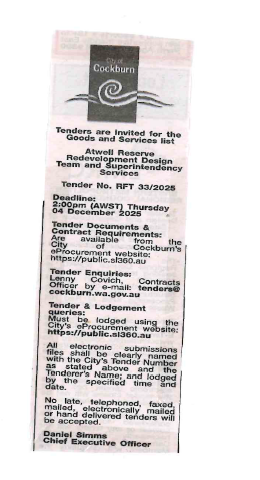 City of
Cockburn
Tenders are Invited for the
Goods and Services list
Atwell Reserve
Redevelopment Design
Team and Superintendency
Services
Tender No. RFT 33/2025
Deadline:
2:00pm (AWST) Thursday
04 December 2025
Tender Documents &
Contract Requirements:
Are available from the
City of Cockburn's
eProcurement website:
https://public.sl360.au
Tender Enquiries:
Lenny Covich, Contracts
Officer by e-mail: tenders@
cockburn.wa.gov.au
Tender & Lodgement
queries:
Must be lodged using the
City's eProcurement website:
https://public.sl360.au
All electronic submissions
files shall be clearly named
with the City's Tender Number
as stated above and the
Tenderer's Name; and lodged
by the specified time and
date.
No late, telephoned, faxed,
mailed, electronically mailed
or hand delivered tenders will
be accepted.
Daniel Simms
Chief Executive Officer